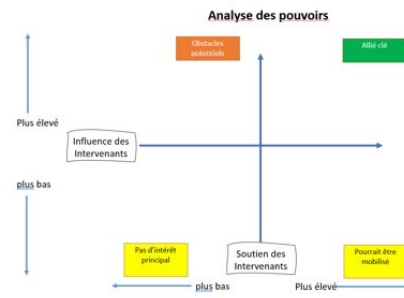 Analyse des pouvoirs
Obstacles
potentiels
Allié clé
Plus élevé
Influence des
Intervenants
plus bas
Pas d'intérêt
principal
Soutien des
Intervenants
Pourrait être
mobilisé
plus bas
Plus élevé